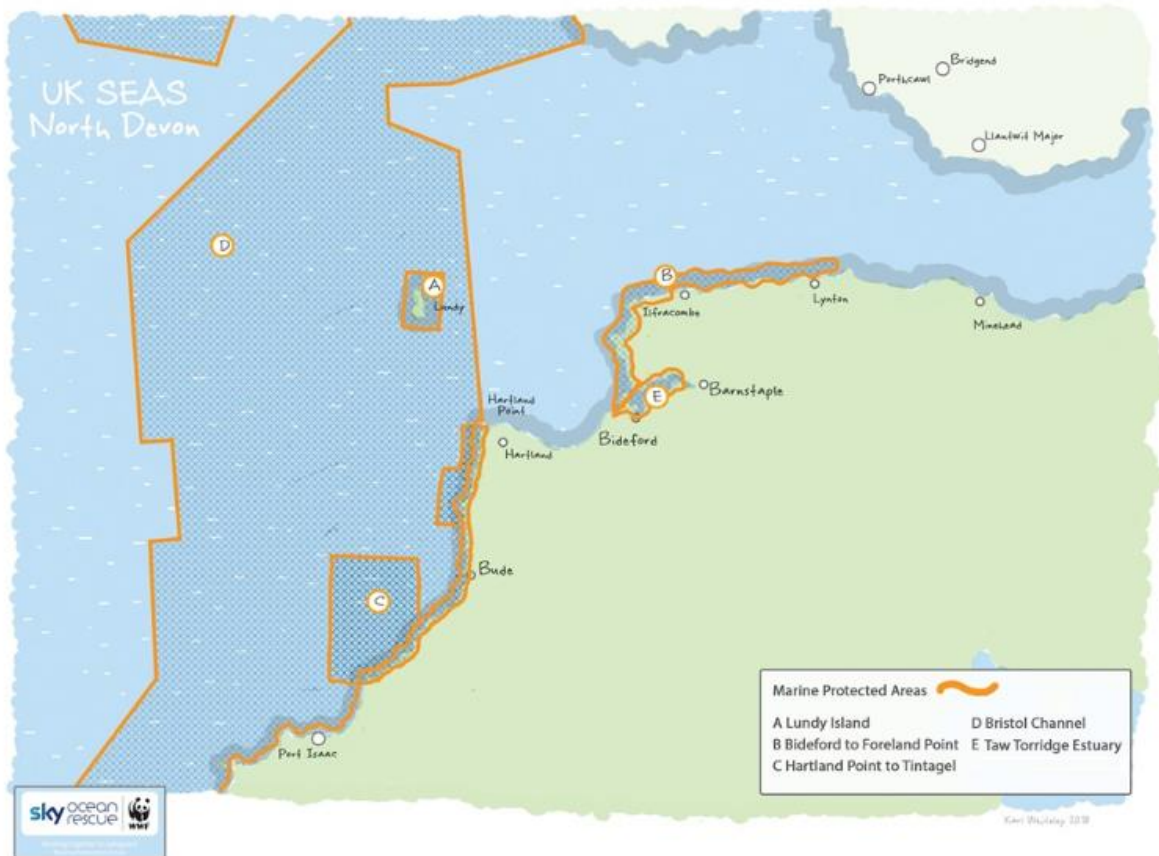 UK SEAS
North Devon
Bridgend
Porthcawl
Llantwit Major
D
A
Lundy
B
Ilfracombe
Lynton
Minehead
E
Barnstaple
Bideford
Hartland
Point
Hartland
Bude
C
Port Isaac
Marine Protected Areas
A Lundy Island
B Bideford to Foreland Point
C Hartland Point to Tintagel
D Bristol Channel
E Taw Torridge Estuary
sky ocean
rescue
WWF
2018